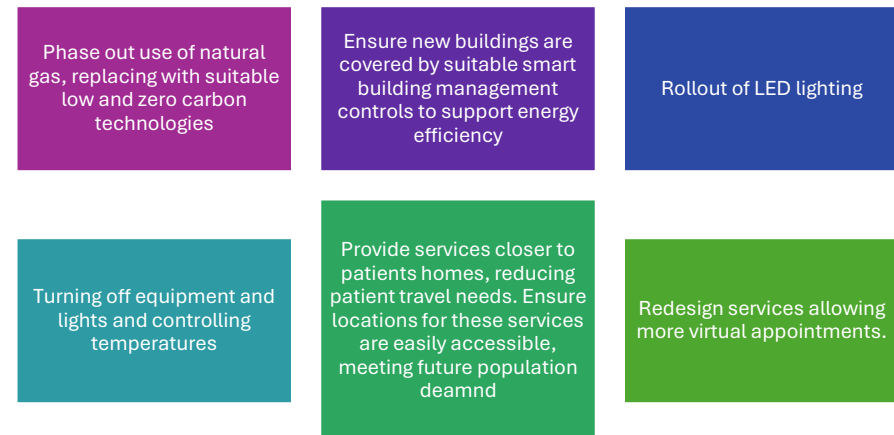 Phase out use of natural
gas, replacing with suitable
low and zero carbon
technologies
Ensure new buildings are
covered by suitable smart
building management
controls to support energy
efficiency
Rollout of LED lighting
Turning off equipment and
lights and controlling
temperatures
Provide services closer to
patients homes, reducing
patient travel needs. Ensure
locations for these services
are easily accessible,
meeting future population
deamnd
Redesign services allowing
more virtual appointments.